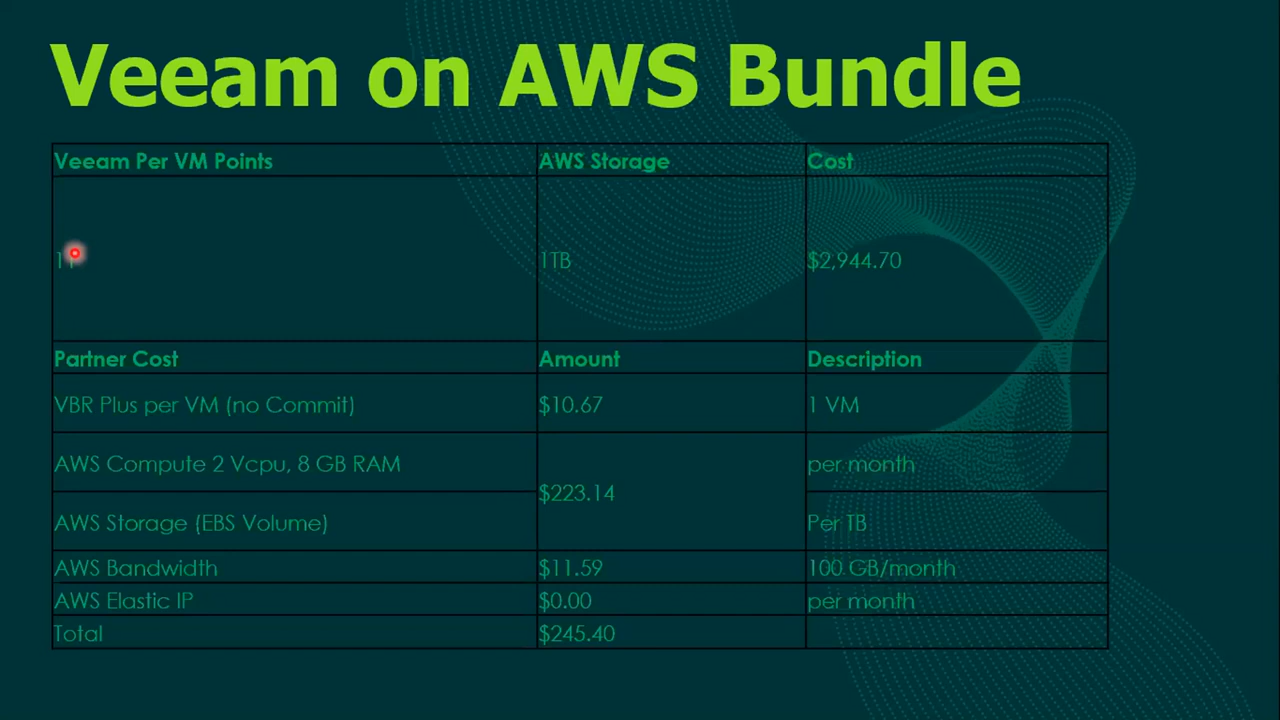 Veeam on AWS Bundle
Veeam Per VM Points AWS Storage Cost
1TB $2,944.70
Partner Cost Amount Description
VBR Plus per VM (no Commit) $10.67 1 VM
AWS Compute 2 Vcpu, 8 GB RAM per month
$223.14
AWS Storage (EBS Volume) Per TB
AWS Bandwidth $11.59 100 GB/month
AWS Elastic IP $0.00 per month
Total $245.40